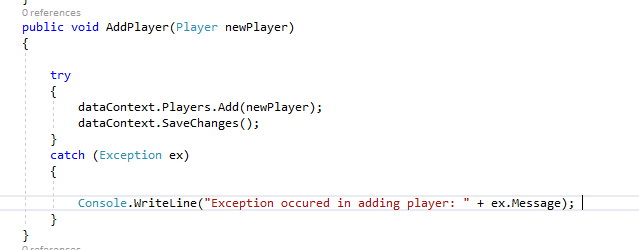 }
0 references
public void AddPlayer(Player newPlayer)
{
try
{
dataContext.Players.Add(newPlayer);
dataContext.SaveChanges();
}
catch (Exception ex)
{
Console.WriteLine("Exception occured in adding player: " + ex.Message);
}
}
0 references